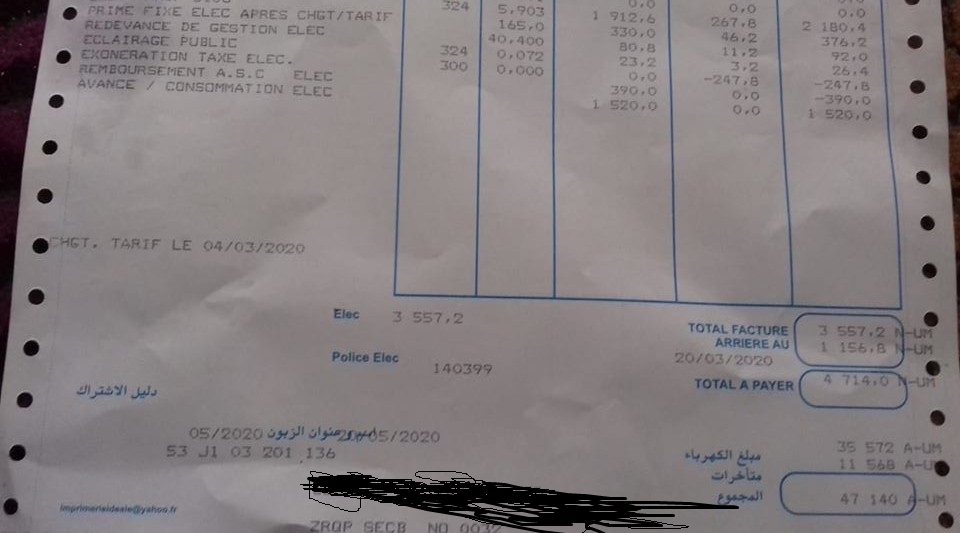 PRIME FIXE ELEC APRES CHGT/TARIF 324 5,903 1 912,6 267,8 2 180,4
REDEVANCE DE GESTION ELEC 165,0 330,0 46,2 376,2
ECLAIRAGE PUBLIC 40,400 80,8 11,2 92,0
EXONERATION TAXE ELEC. 324 0,072 23,2 3,2 26,4
REMBOURSEMENT A.S.C ELEC 300 0,000 0,0 -247,8 -247,8
AVANCE / CONSOMMATION ELEC 390,0 0,0 -390,0
1 520,0 0,0 1 520,0
CHGT. TARIF LE 04/03/2020
Elec 3 557,2
TOTAL FACTURE 3 557,2 N-UM
ARRIERE AU 1 156,8 N-UM
20/03/2020
Police Elec 140399
TOTAL A PAYER 4 714,0 N-UM
دليل الاشتراك
05/2020 عنوان الزبون 05/2020
53 J1 03 201 136
مبلغ الكهرباء 35 572 A-UM
متأخرات 11 568 A-UM
المجموع 47 140 A-UM
imprimerieideale@yahoo.fr
ZRQP SECB NO 0032